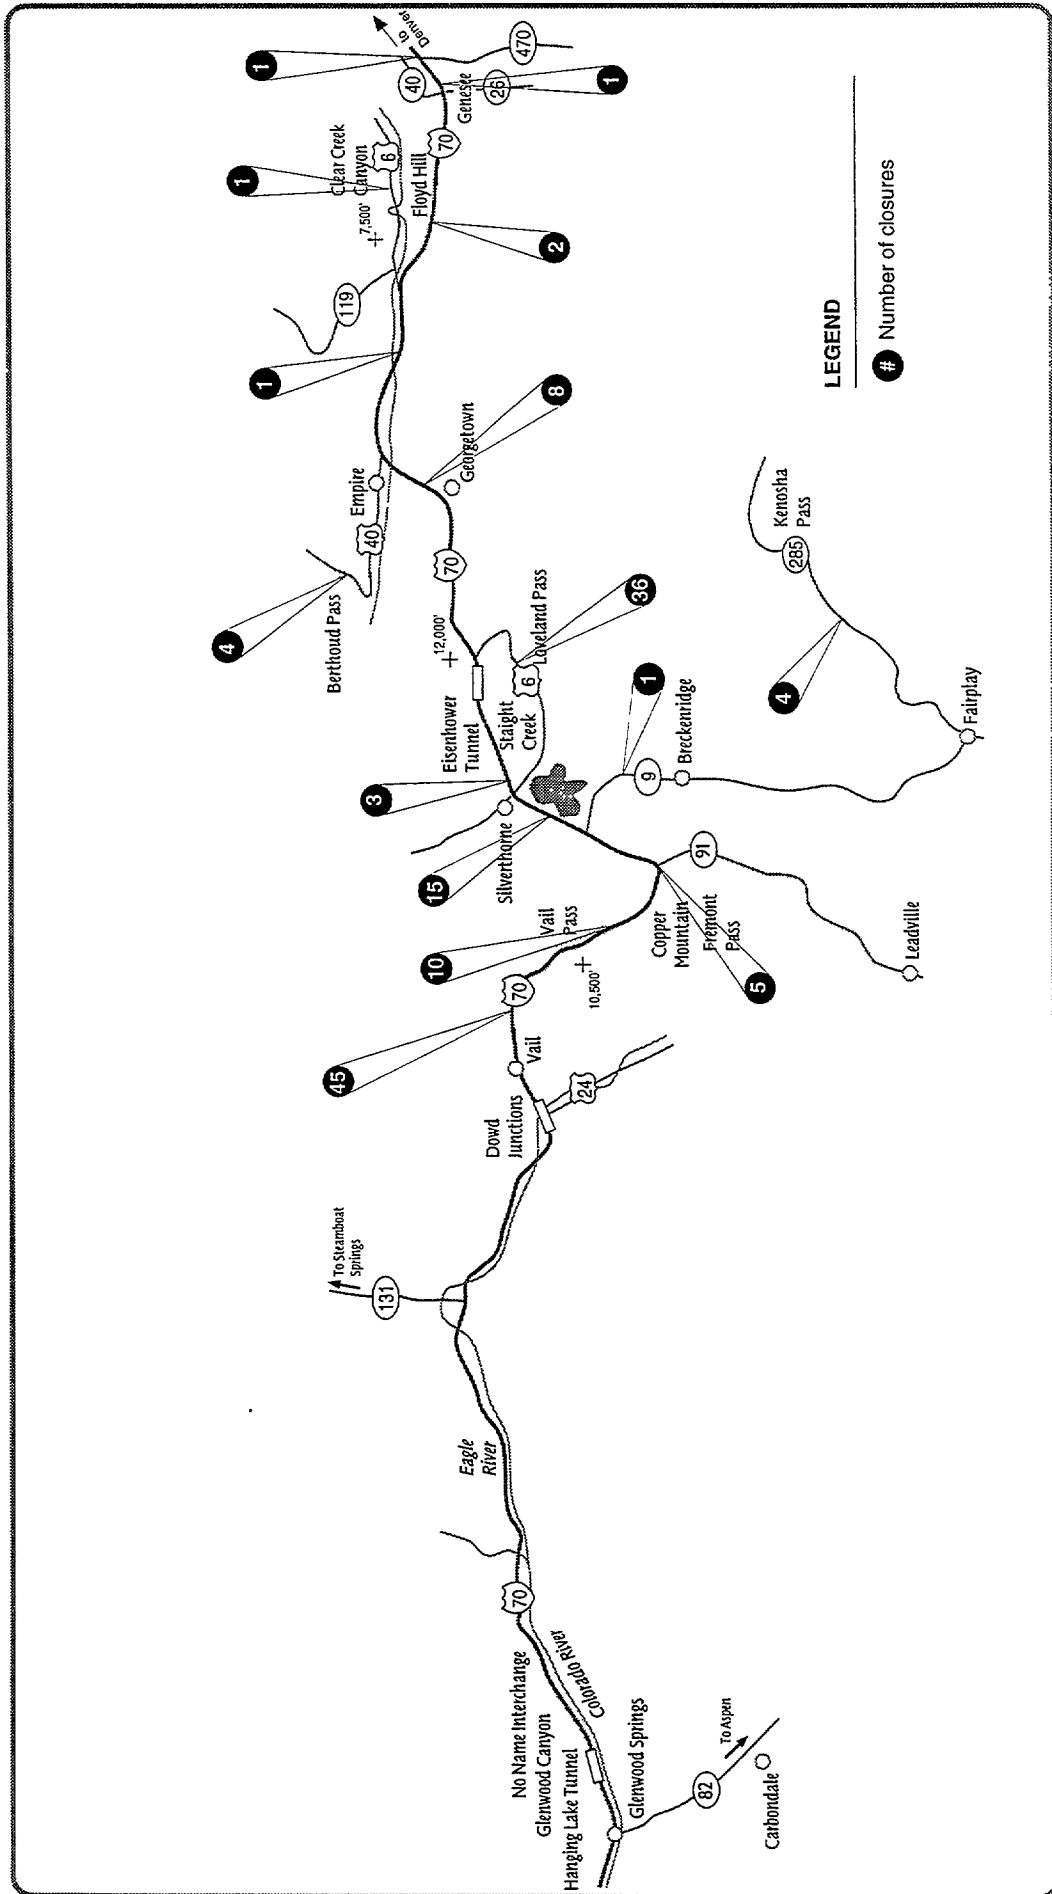 No Name Interchange
Glenwood Canyon
Hanging Lake Tunnel
Glenwood Springs
Colorado River
82
To Aspen
Carbondale
70
Eagle
River
131
To Steamboat
Springs
Dowd
Junctions
24
Vail
45
70
10,500'
10
Vail
Pass
Copper
Mountain
Fremont
Pass
5
91
Leadville
15
Silverthorne
3
Eisenhower
Tunnel
Staight
Creek
6
Loveland Pass
36
12,000'
9
1
Breckenridge
Fairplay
4
285
Kenosha
Pass
Berthoud Pass
4
40
Empire
70
Georgetown
8
1
119
7,500'
1
Clear Creek
Canyon
6
Floyd Hill
2
70
Genesee
40
26
1
1
470
to
Denver
LEGEND
# Number of closures